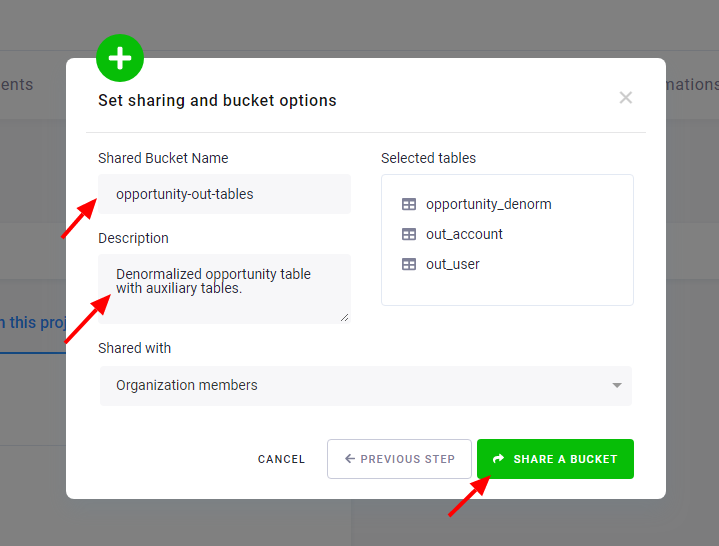 ents
mations
Set sharing and bucket options
Shared Bucket Name
opportunity-out-tables
Description
Denormalized opportunity table
with auxiliary tables.
Selected tables
opportunity_denorm
out_account
out_user
n this proj
Shared with
Organization members
CANCEL
PREVIOUS STEP
SHARE A BUCKET